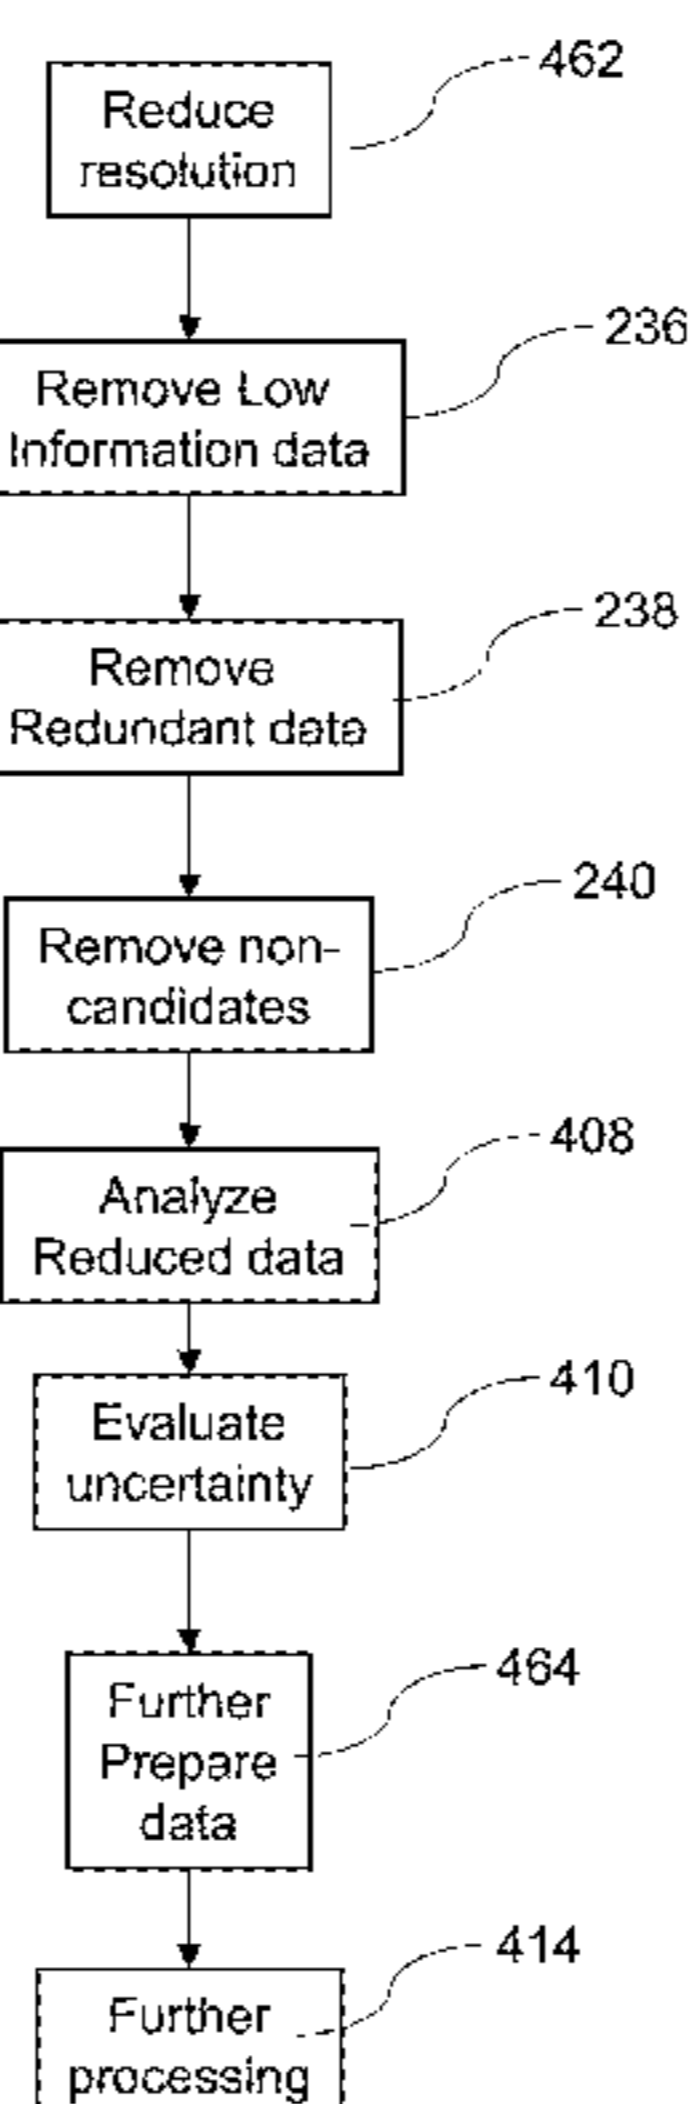 462
Reduce
resolution
236
Remove Low
Information data
238
Remove
Redundant data
240
Remove non-
candidates
408
Analyze
Reduced data
410
Evaluate
uncertainty
464
Further
Prepare
data
414
Further
processing